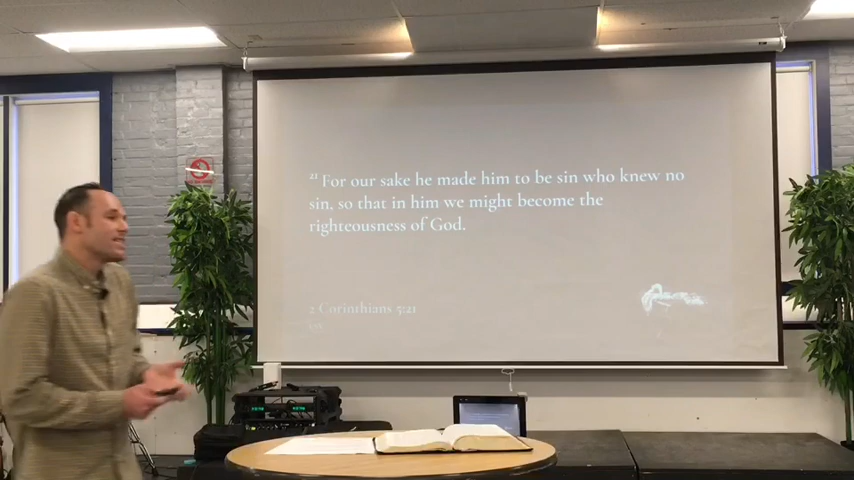 ²¹ For our sake he made him to be sin who knew no
sin, so that in him we might become the
righteousness of God.
2 Corinthians 5:21